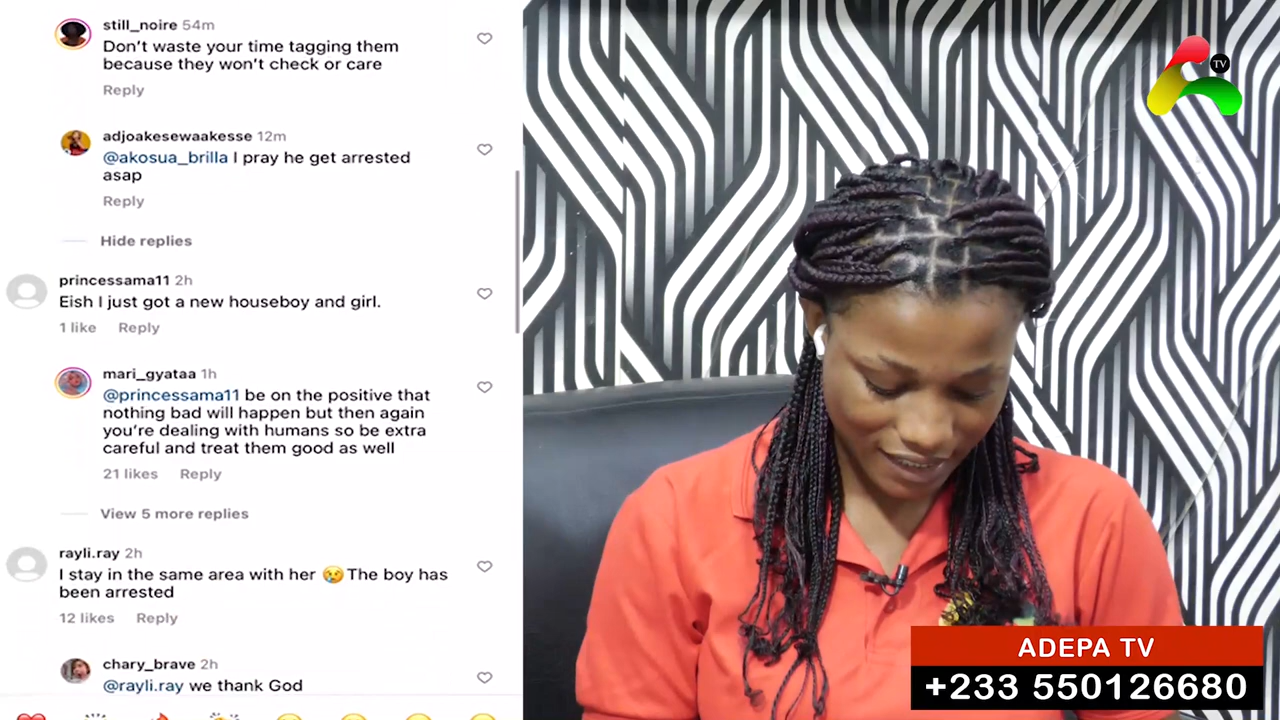 still_noire 54m
Don't waste your time tagging them
because they won't check or care
Reply
adjoakesewaakesse 12m
@akosua_brilla I pray he get arrested
asap
Reply
Hide replies
princessama11 2h
Eish I just got a new houseboy and girl.
1 like Reply
mari_gyataa 1h
@princessama11 be on the positive that
nothing bad will happen but then again
you're dealing with humans so be extra
careful and treat them good as well
21 likes Reply
View 5 more replies
rayli.ray 2h
I stay in the same area with her 😢 The boy has
been arrested
12 likes Reply
chary_brave 2h
@rayli.ray we thank God
TV
ADEPA TV
+233 550126680